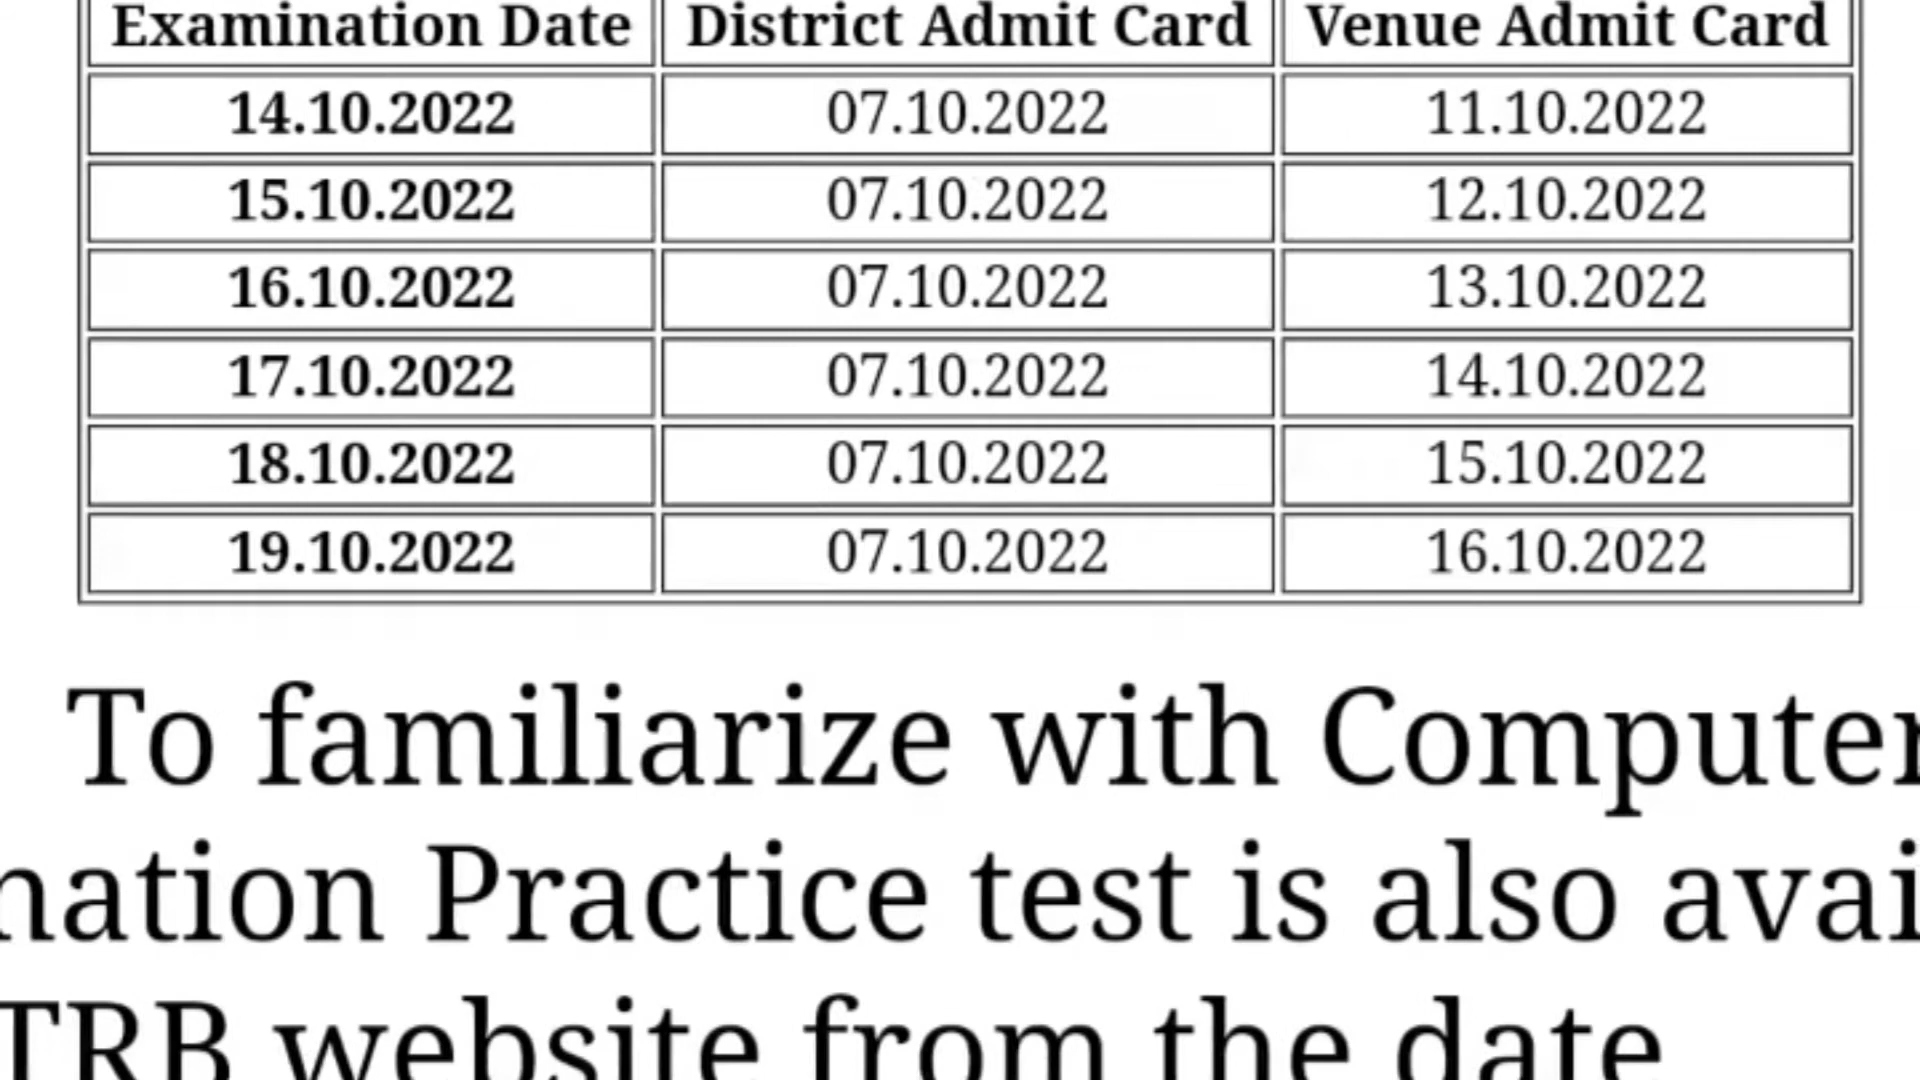 Examination Date District Admit Card Venue Admit Card
14.10.2022 07.10.2022 11.10.2022
15.10.2022 07.10.2022 12.10.2022
16.10.2022 07.10.2022 13.10.2022
17.10.2022 07.10.2022 14.10.2022
18.10.2022 07.10.2022 15.10.2022
19.10.2022 07.10.2022 16.10.2022
To familiarize with Computer
nation Practice test is also avai
TRB website from the date